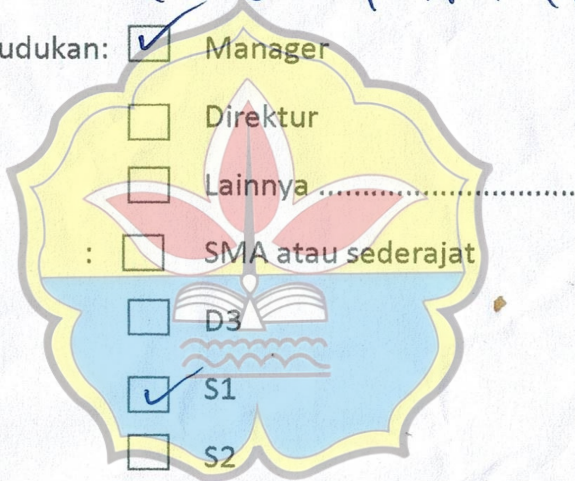 udukan: Manager
Direktur
Lainnya ........................................
: SMA atau sederajat
D3
S1
S2